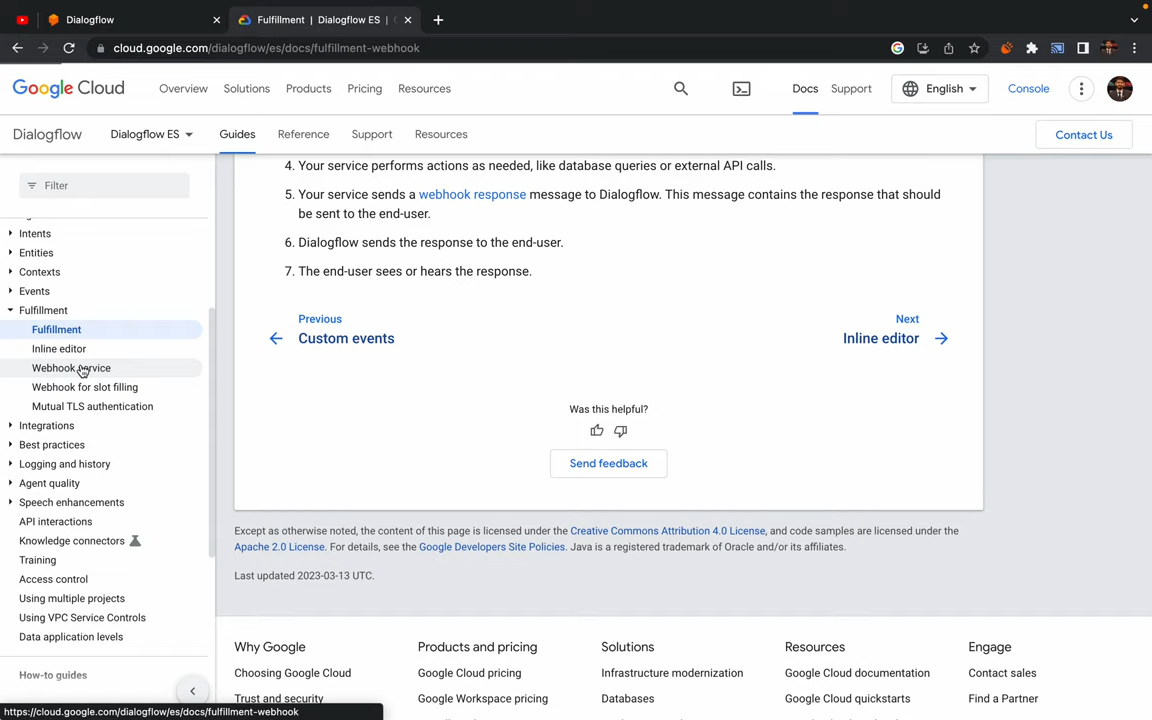 Dialogflow
Fulfillment | Dialogflow ES |
cloud.google.com/dialogflow/es/docs/fulfillment-webhook
Google Cloud
Overview
Solutions
Products
Pricing
Resources
Docs
Support
English
Console
Dialogflow
Dialogflow ES
Guides
Reference
Support
Resources
Contact Us
Filter
Intents
Entities
Contexts
Events
Fulfillment
Fulfillment
Inline editor
Webhook service
Webhook for slot filling
Mutual TLS authentication
Integrations
Best practices
Logging and history
Agent quality
Speech enhancements
API interactions
Knowledge connectors
Training
Access control
Using multiple projects
Using VPC Service Controls
Data application levels
How-to guides
4. Your service performs actions as needed, like database queries or external API calls.
5. Your service sends a webhook response message to Dialogflow. This message contains the response that should
be sent to the end-user.
6. Dialogflow sends the response to the end-user.
7. The end-user sees or hears the response.
Previous
Custom events
Next
Inline editor
Was this helpful?
Send feedback
Except as otherwise noted, the content of this page is licensed under the Creative Commons Attribution 4.0 License, and code samples are licensed under the
Apache 2.0 License. For details, see the Google Developers Site Policies. Java is a registered trademark of Oracle and/or its affiliates.
Last updated 2023-03-13 UTC.
Why Google
Products and pricing
Solutions
Resources
Engage
Choosing Google Cloud
Google Cloud pricing
Infrastructure modernization
Google Cloud documentation
Contact sales
Trust and security
Google Workspace pricing
Databases
Google Cloud quickstarts
Find a Partner
https://cloud.google.com/dialogflow/es/docs/fulfillment-webhook